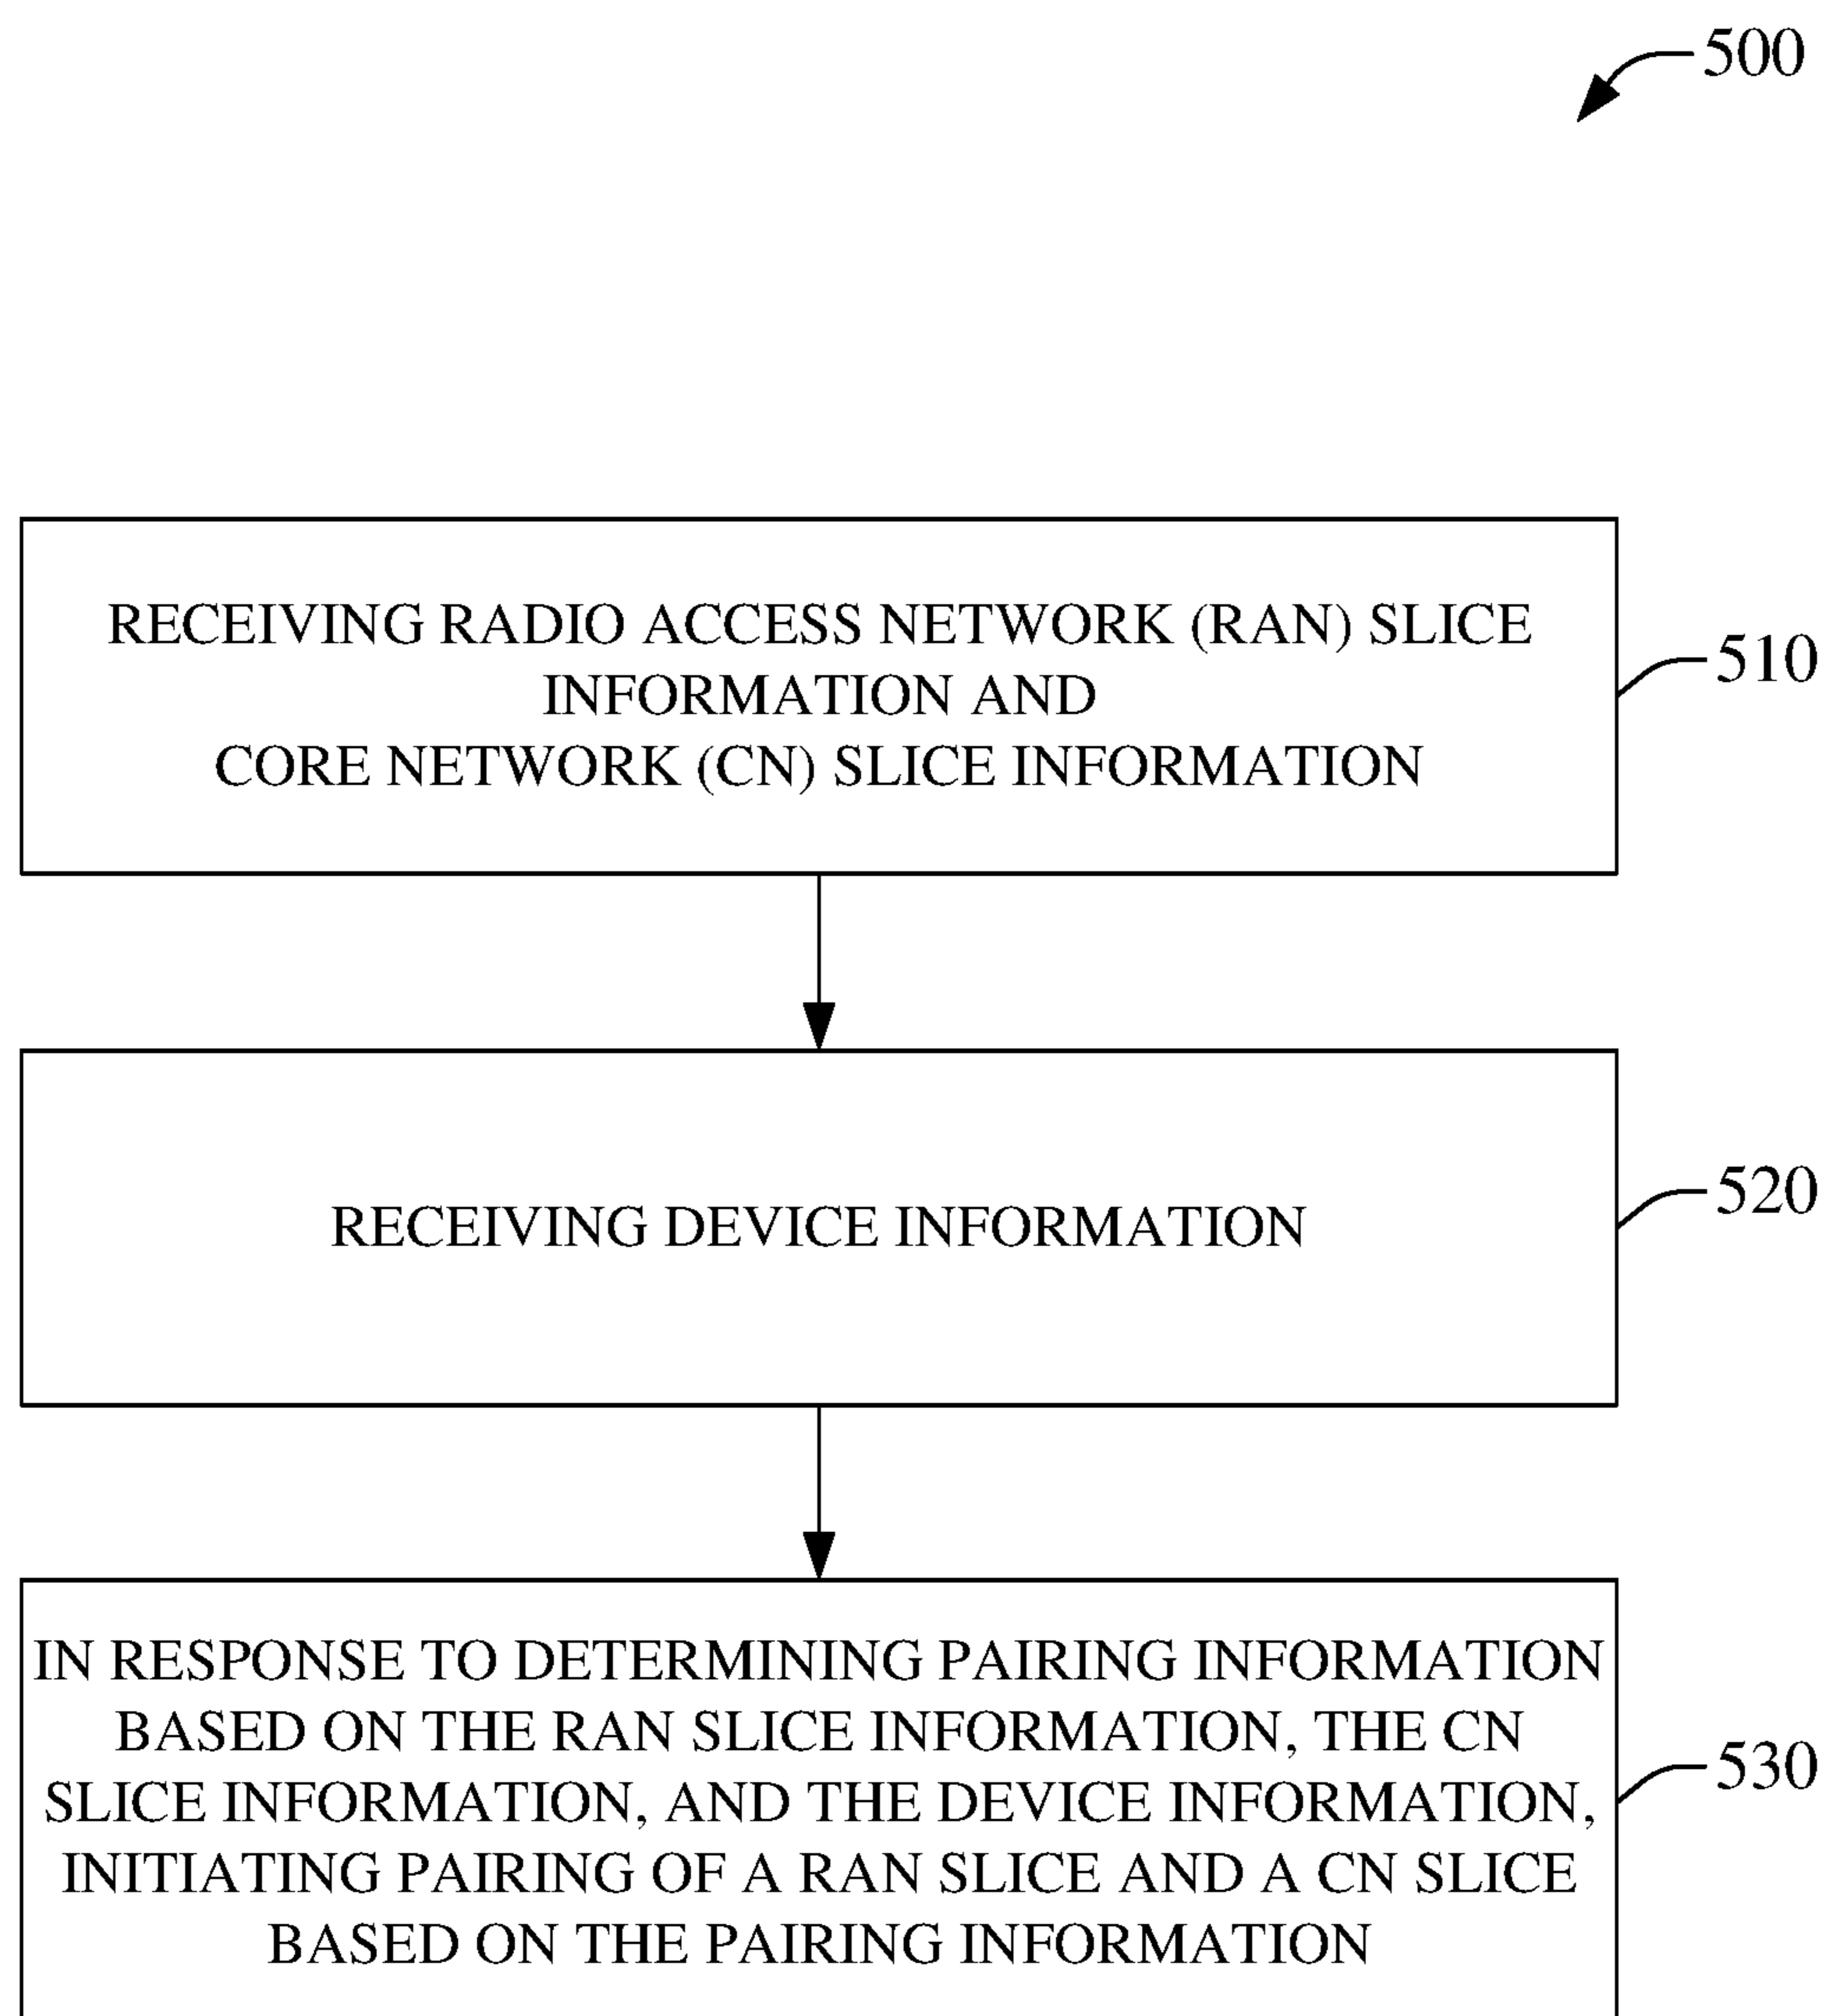 500
RECEIVING RADIO ACCESS NETWORK (RAN) SLICE
INFORMATION AND
CORE NETWORK (CN) SLICE INFORMATION
510
RECEIVING DEVICE INFORMATION
520
IN RESPONSE TO DETERMINING PAIRING INFORMATION
BASED ON THE RAN SLICE INFORMATION, THE CN
SLICE INFORMATION, AND THE DEVICE INFORMATION,
INITIATING PAIRING OF A RAN SLICE AND A CN SLICE
BASED ON THE PAIRING INFORMATION
530